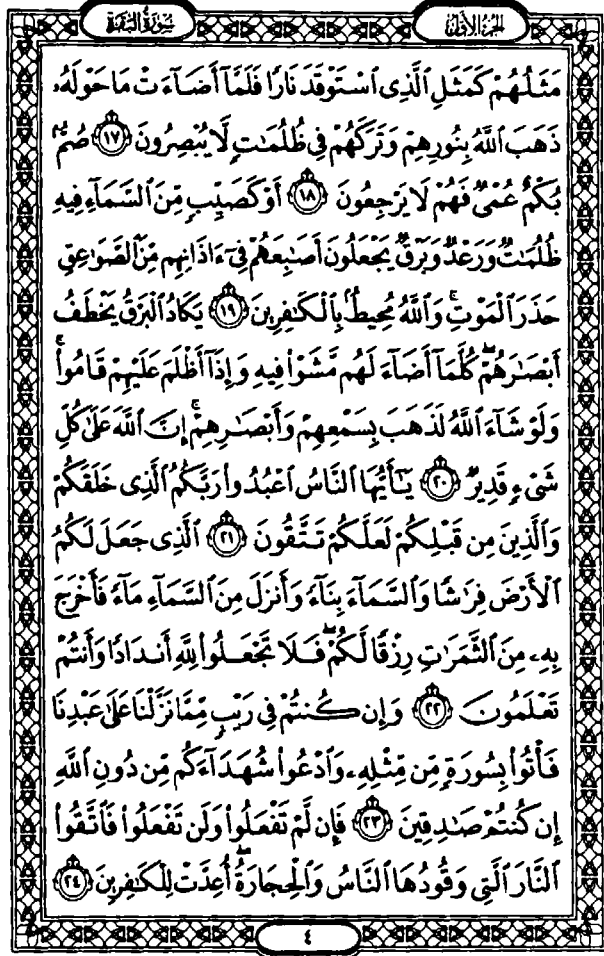 سُورَةُ البَقَرَةِ الجُزْءُ الأَوَّلُ
مَثَلُهُمْ كَمَثَلِ ٱلَّذِى ٱسْتَوْقَدَ نَارًا فَلَمَّآ أَضَآءَتْ مَا حَوْلَهُۥ
ذَهَبَ ٱللَّهُ بِنُورِهِمْ وَتَرَكَهُمْ فِى ظُلُمَٰتٍ لَّا يُبْصِرُونَ ١٧ صُمٌّۢ
بُكْمٌ عُمْىٌ فَهُمْ لَا يَرْجِعُونَ ١٨ أَوْ كَصَيِّبٍ مِّنَ ٱلسَّمَآءِ فِيهِ
ظُلُمَٰتٌ وَرَعْدٌ وَبَرْقٌ يَجْعَلُونَ أَصَٰبِعَهُمْ فِىٓ ءَاذَانِهِم مِّنَ ٱلصَّوَٰعِقِ
حَذَرَ ٱلْمَوْتِ ۚ وَٱللَّهُ مُحِيطٌۢ بِٱلْكَٰفِرِينَ ١٩ يَكَادُ ٱلْبَرْقُ يَخْطَفُ
أَبْصَٰرَهُمْ ۖ كُلَّمَآ أَضَآءَ لَهُم مَّشَوْا۟ فِيهِ وَإِذَآ أَظْلَمَ عَلَيْهِمْ قَامُوا۟ ۚ
وَلَوْ شَآءَ ٱللَّهُ لَذَهَبَ بِسَمْعِهِمْ وَأَبْصَٰرِهِمْ ۚ إِنَّ ٱللَّهَ عَلَىٰ كُلِّ
شَىْءٍ قَدِيرٌ ٢٠ يَٰٓأَيُّهَا ٱلنَّاسُ ٱعْبُدُوا۟ رَبَّكُمُ ٱلَّذِى خَلَقَكُمْ
وَٱلَّذِينَ مِن قَبْلِكُمْ لَعَلَّكُمْ تَتَّقُونَ ٢١ ٱلَّذِى جَعَلَ لَكُمُ
ٱلْأَرْضَ فِرَٰشًا وَٱلسَّمَآءَ بِنَآءً وَأَنزَلَ مِنَ ٱلسَّمَآءِ مَآءً فَأَخْرَجَ
بِهِۦ مِنَ ٱلثَّمَرَٰتِ رِزْقًا لَّكُمْ ۖ فَلَا تَجْعَلُوا۟ لِلَّهِ أَندَادًا وَأَنتُمْ
تَعْلَمُونَ ٢٢ وَإِن كُنتُمْ فِى رَيْبٍ مِّمَّا نَزَّلْنَا عَلَىٰ عَبْدِنَا
فَأْتُوا۟ بِسُورَةٍ مِّن مِّثْلِهِۦ وَٱدْعُوا۟ شُهَدَآءَكُم مِّن دُونِ ٱللَّهِ
إِن كُنتُمْ صَٰدِقِينَ ٢٣ فَإِن لَّمْ تَفْعَلُوا۟ وَلَن تَفْعَلُوا۟ فَٱتَّقُوا۟
ٱلنَّارَ ٱلَّتِى وَقُودُهَا ٱلنَّاسُ وَٱلْحِجَارَةُ ۖ أُعِدَّتْ لِلْكَٰفِرِينَ ٢٤
٤